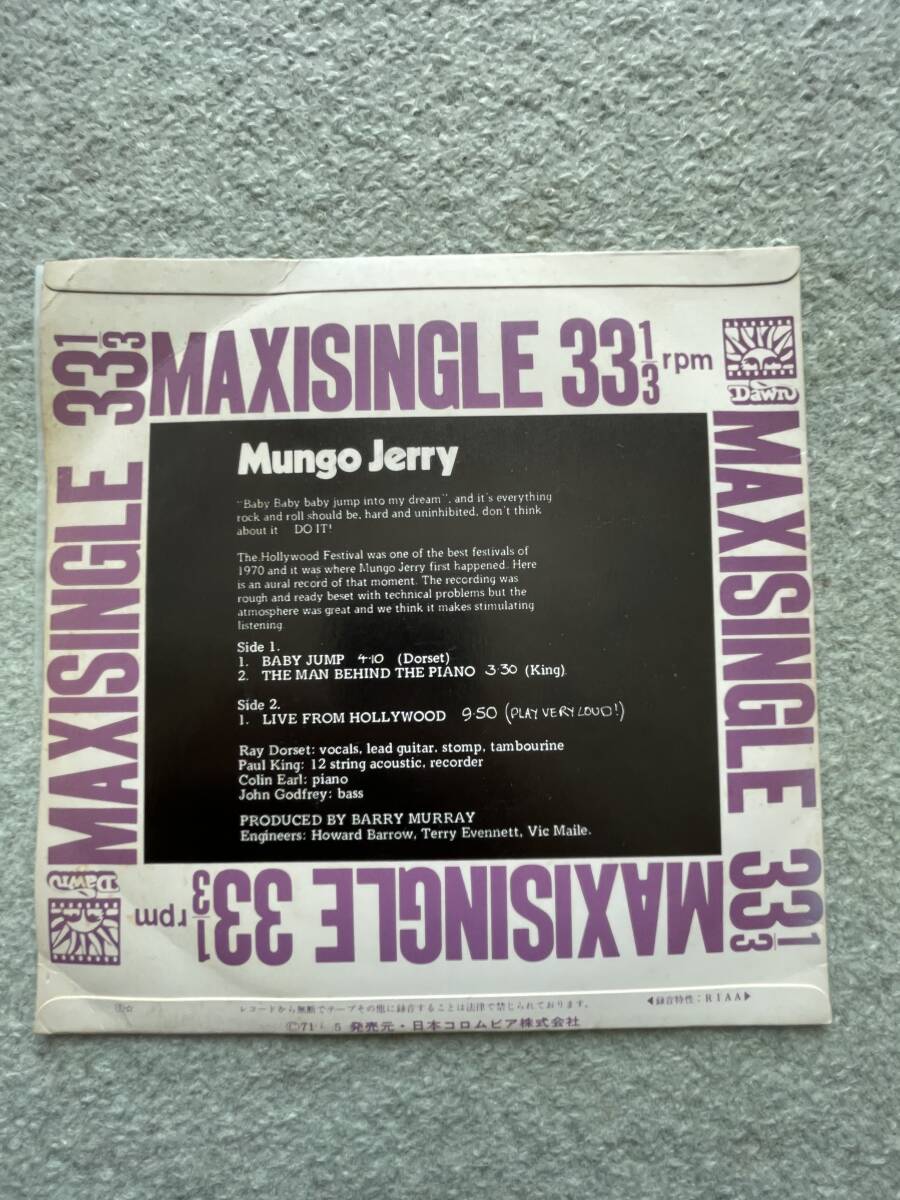 MAXISINGLE 33 1/3 rpm
Dawn
MAXISINGLE 33 1/3
MAXISINGLE 33 1/3
Mungo Jerry
"Baby Baby baby jump into my dream", and it's everything
rock and roll should be, hard and uninhibited, don't think
about it DO IT!
The Hollywood Festival was one of the best festivals of
1970 and it was where Mungo Jerry first happened. Here
is an aural record of that moment. The recording was
rough and ready beset with technical problems but the
atmosphere was great and we think it makes stimulating
listening
Side 1.
1. BABY JUMP 4·10 (Dorset)
2. THE MAN BEHIND THE PIANO 3·30 (King)
Side 2.
1. LIVE FROM HOLLYWOOD 9·50 (PLAY VERY LOUD!)
Ray Dorset: vocals, lead guitar, stomp, tambourine
Paul King: 12 string acoustic, recorder
Colin Earl: piano
John Godfrey: bass
PRODUCED BY BARRY MURRAY
Engineers: Howard Barrow, Terry Evennett, Vic Maile.
Dawn
MAXISINGLE 33 1/3 rpm
レコードから無断でテープその他に録音することは法律で禁じられております。
◀録音特性：RIAA▶
Ⓒ71 5 発売元・日本コロムビア株式会社